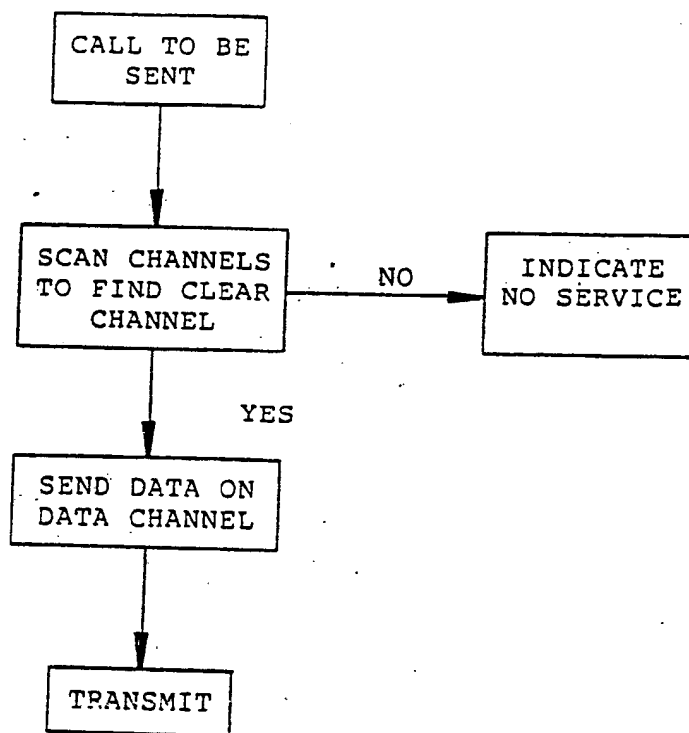 CALL TO BE
SENT
SCAN CHANNELS
TO FIND CLEAR
CHANNEL
NO
INDICATE
NO SERVICE
YES
SEND DATA ON
DATA CHANNEL
TRANSMIT